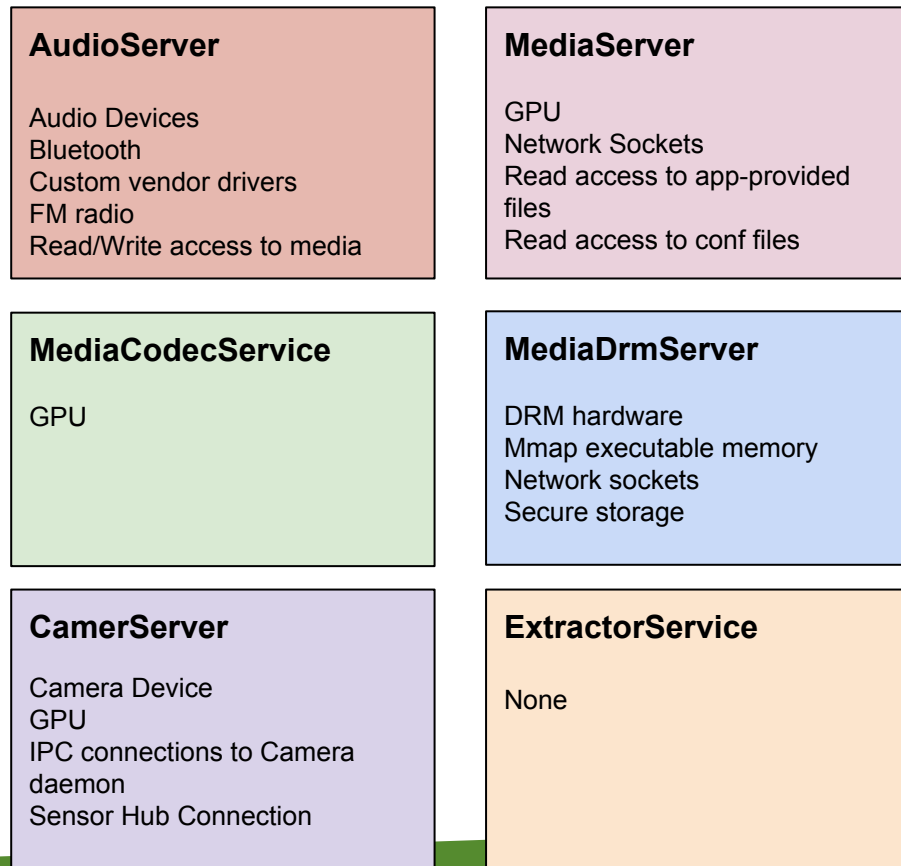 AudioServer
Audio Devices
Bluetooth
Custom vendor drivers
FM radio
Read/Write access to media
MediaServer
GPU
Network Sockets
Read access to app-provided
files
Read access to conf files
MediaCodecService
GPU
MediaDrmServer
DRM hardware
Mmap executable memory
Network sockets
Secure storage
CamerServer
Camera Device
GPU
IPC connections to Camera
daemon
Sensor Hub Connection
ExtractorService
None